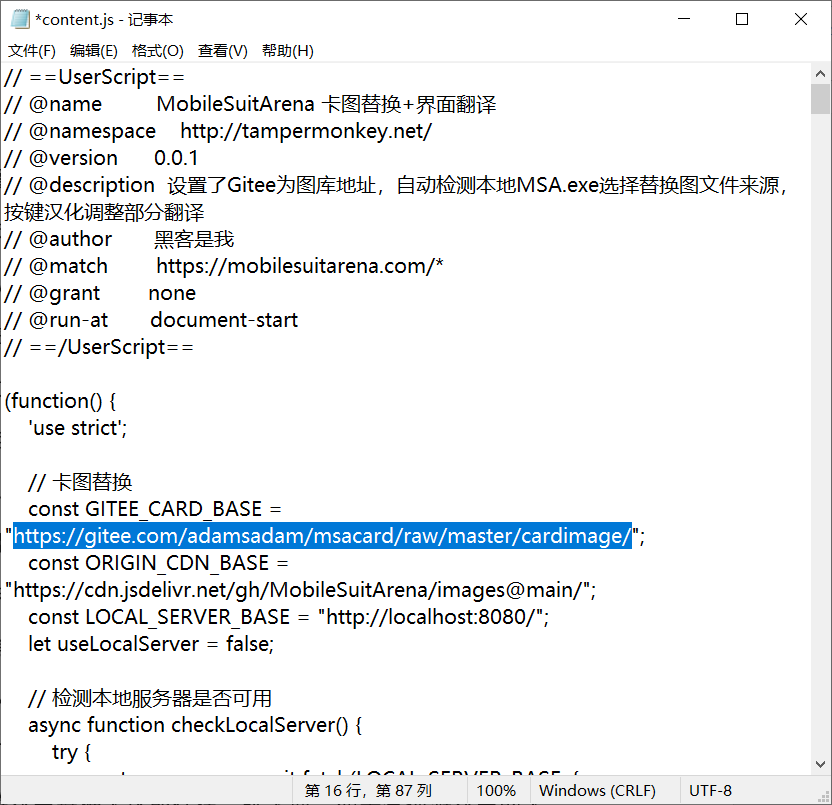 *content.js - 记事本
文件(F) 编辑(E) 格式(O) 查看(V) 帮助(H)
// ==UserScript==
// @name MobileSuitArena 卡图替换+界面翻译
// @namespace http://tampermonkey.net/
// @version 0.0.1
// @description 设置了Gitee为图库地址，自动检测本地MSA.exe选择替换图文件来源，
按键汉化调整部分翻译
// @author 黑客是我
// @match https://mobilesuitarena.com/*
// @grant none
// @run-at document-start
// ==/UserScript==
(function() {
'use strict';
// 卡图替换
const GITEE_CARD_BASE =
"https://gitee.com/adamsadam/msacard/raw/master/cardimage/";
const ORIGIN_CDN_BASE =
"https://cdn.jsdelivr.net/gh/MobileSuitArena/images@main/";
const LOCAL_SERVER_BASE = "http://localhost:8080/";
let useLocalServer = false;
// 检测本地服务器是否可用
async function checkLocalServer() {
try {
第 16 行，第 87 列 100% Windows (CRLF) UTF-8